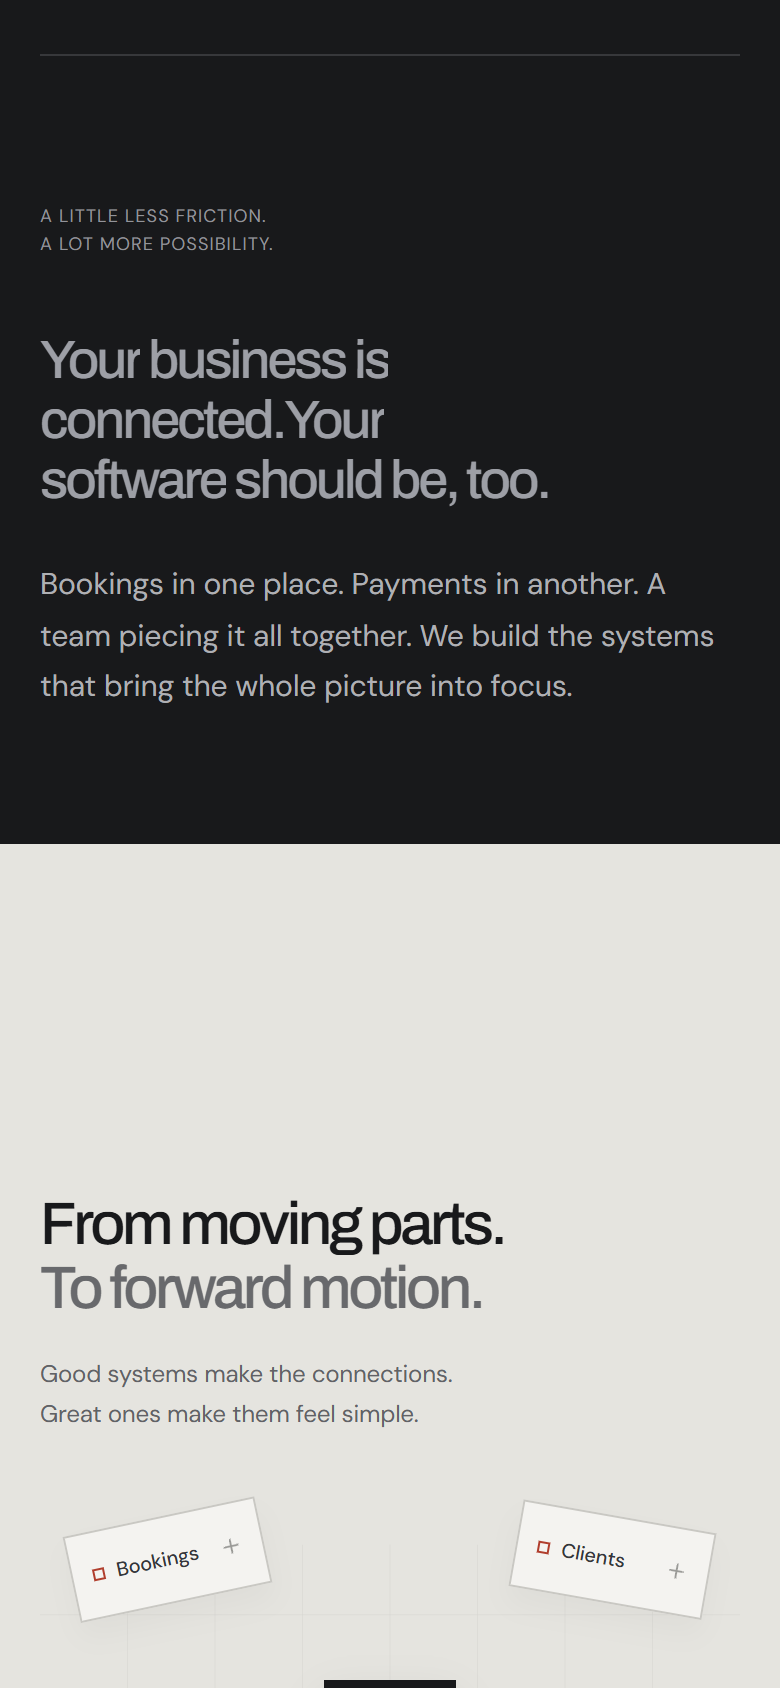 A LITTLE LESS FRICTION.
A LOT MORE POSSIBILITY.
Your business is
connected.Your
software should be, too.
Bookings in one place. Payments in another. A
team piecing it all together. We build the systems
that bring the whole picture into focus.
From moving parts.
To forward motion.
Good systems make the connections.
Great ones make them feel simple.
Bookings +
Clients +